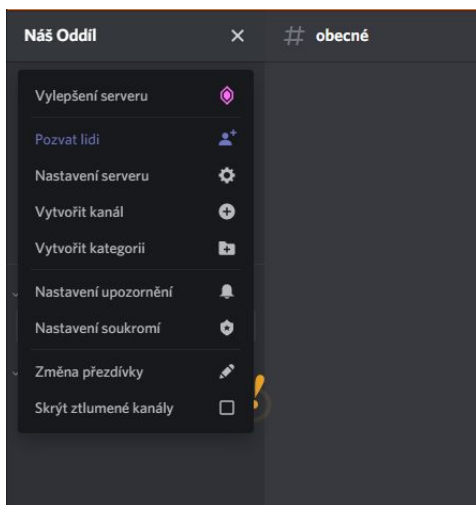 Náš Oddíl
# obecné
Vylepšení serveru
Pozvat lidi
Nastavení serveru
Vytvořit kanál
Vytvořit kategorii
Nastavení upozornění
Nastavení soukromí
Změna přezdívky
Skrýt ztlumené kanály